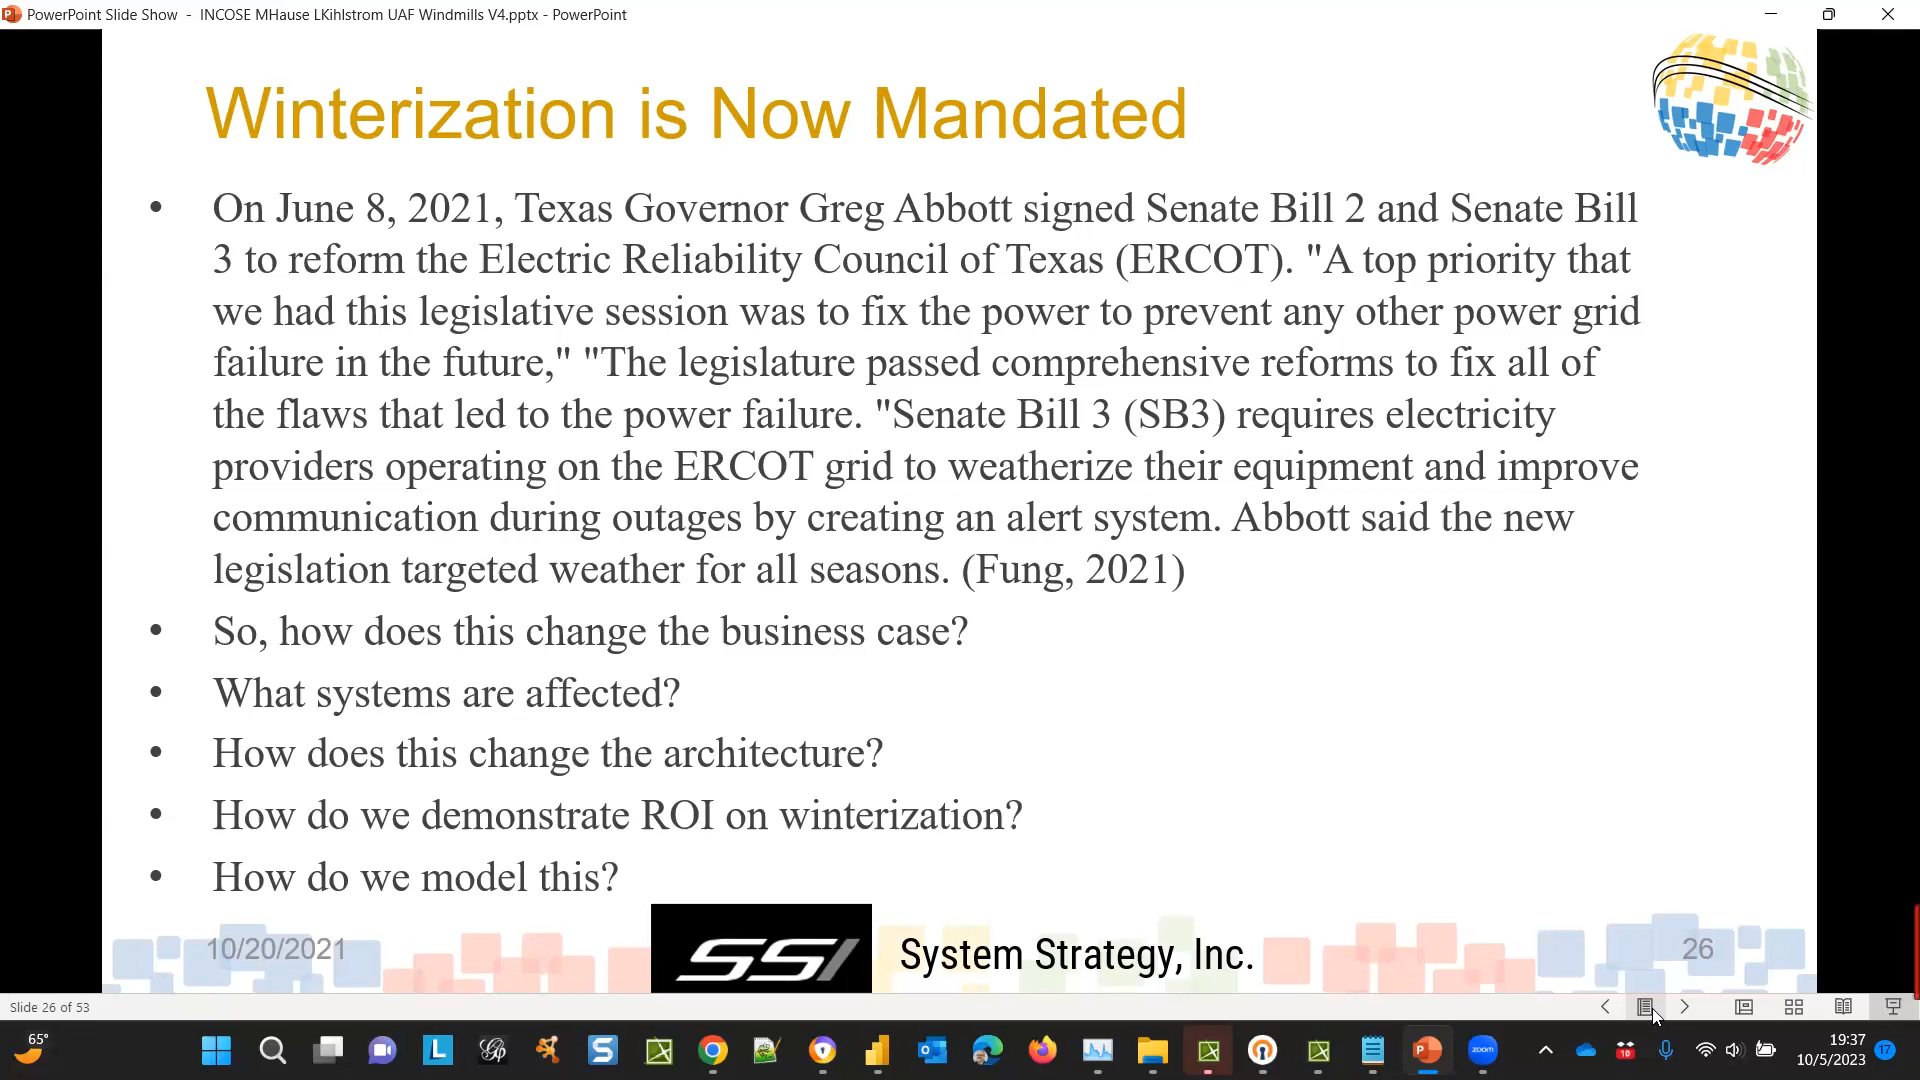 PowerPoint Slide Show - INCOSE MHause LKihlstrom UAF Windmills V4.pptx - PowerPoint
Winterization is Now Mandated
• On June 8, 2021, Texas Governor Greg Abbott signed Senate Bill 2 and Senate Bill
3 to reform the Electric Reliability Council of Texas (ERCOT). "A top priority that
we had this legislative session was to fix the power to prevent any other power grid
failure in the future," "The legislature passed comprehensive reforms to fix all of
the flaws that led to the power failure. "Senate Bill 3 (SB3) requires electricity
providers operating on the ERCOT grid to weatherize their equipment and improve
communication during outages by creating an alert system. Abbott said the new
legislation targeted weather for all seasons. (Fung, 2021)
• So, how does this change the business case?
• What systems are affected?
• How does this change the architecture?
• How do we demonstrate ROI on winterization?
• How do we model this?
10/20/2021
SSI
System Strategy, Inc.
26
Slide 26 of 53
65°
L
S
P
zoom
10
19:37
10/5/2023
17